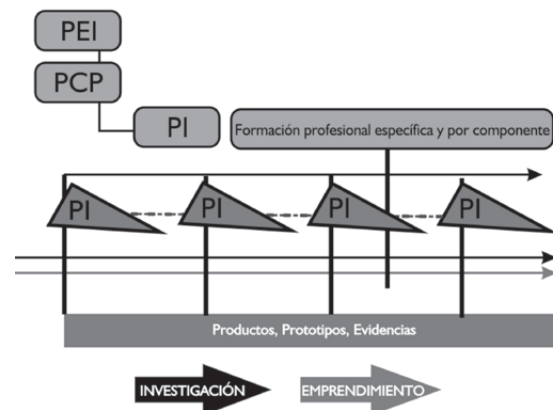 PEI
PCP
PI
Formación profesional específica y por componente
PI
PI
PI
PI
Productos, Prototipos, Evidencias
INVESTIGACIÓN
EMPRENDIMIENTO